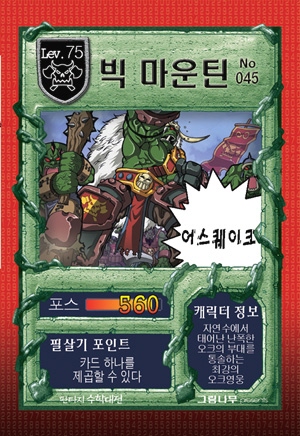 Lev. 75
빅 마운틴
No
045
어스퀘이크
포스 560
필살기 포인트
카드 하나를
제곱할 수 있다
캐릭터 정보
자연수에서
태어난 난폭한
오크의 부대를
통솔하는
최강의
오크영웅
판타지 수학대전
그림나무